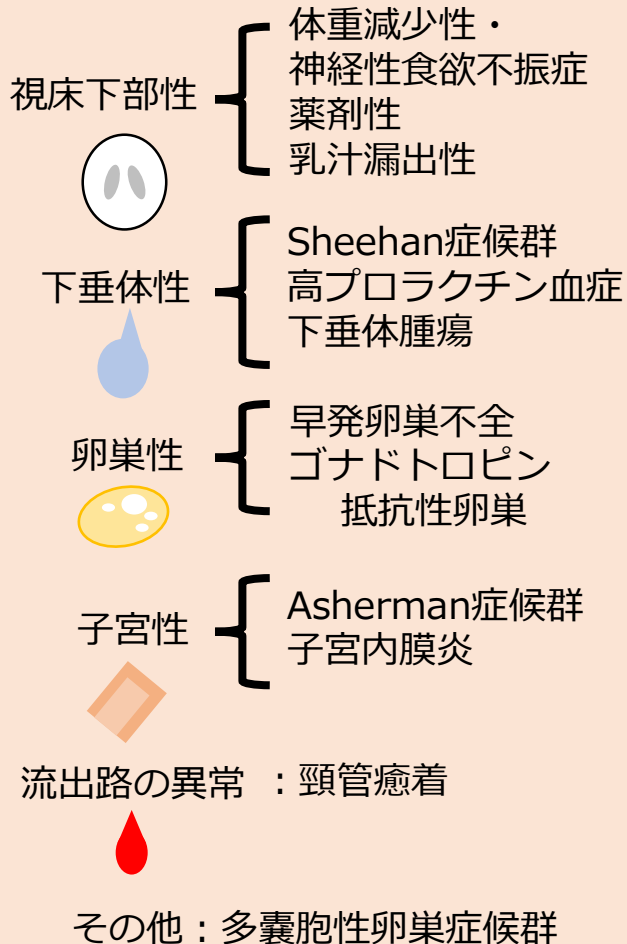 視床下部性
体重減少性・
神経性食欲不振症
薬剤性
乳汁漏出性
下垂体性
Sheehan症候群
高プロラクチン血症
下垂体腫瘍
卵巣性
早発卵巣不全
ゴナドトロピン
抵抗性卵巣
子宮性
Asherman症候群
子宮内膜炎
流出路の異常 ：頸管癒着
その他：多嚢胞性卵巣症候群